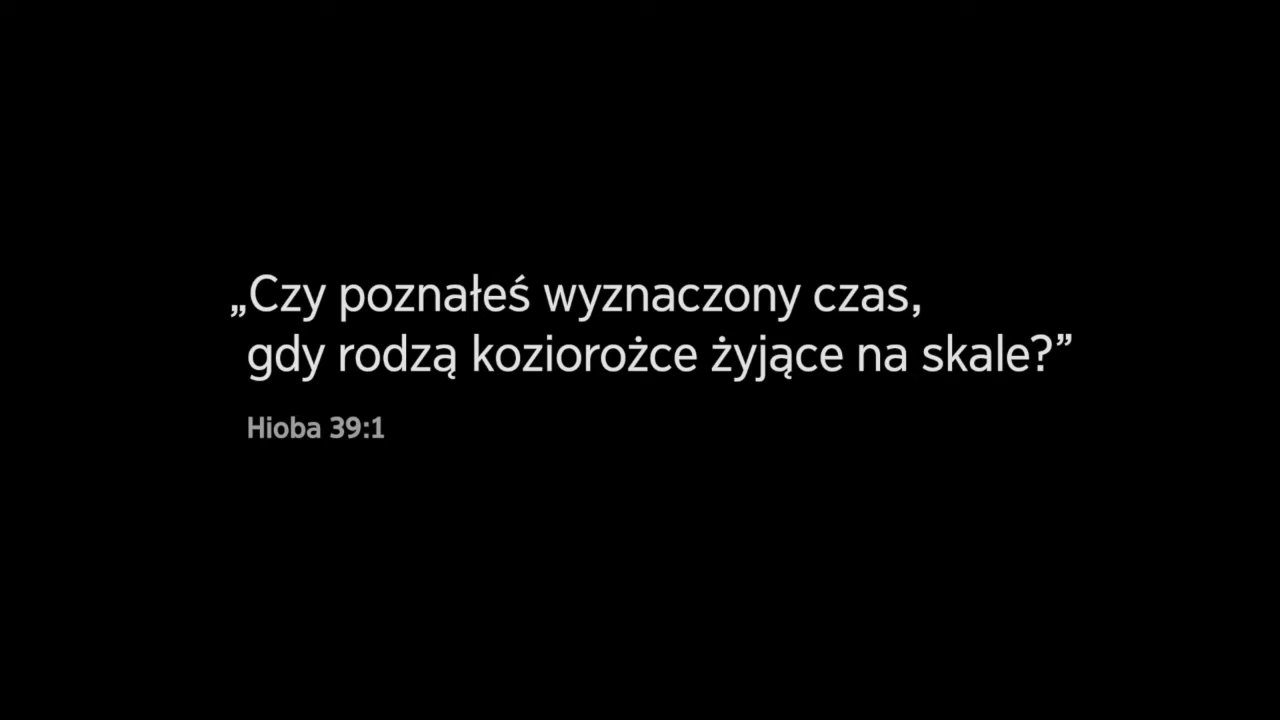 „Czy poznałeś wyznaczony czas,
gdy rodzą koziorożce żyjące na skale?”
Hioba 39:1